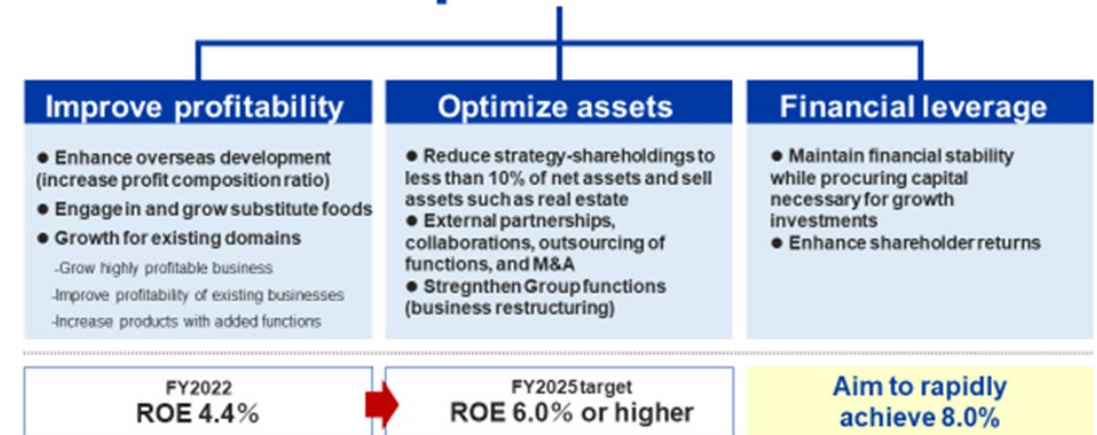 Improve profitability
● Enhance overseas development
(increase profit composition ratio)
● Engage in and grow substitute foods
● Growth for existing domains
-Grow highly profitable business
-Improve profitability of existing businesses
-Increase products with added functions
Optimize assets
● Reduce strategy-shareholdings to
less than 10% of net assets and sell
assets such as real estate
● External partnerships,
collaborations, outsourcing of
functions, and M&A
● Stregnthen Group functions
(business restructuring)
Financial leverage
● Maintain financial stability
while procuring capital
necessary for growth
investments
● Enhance shareholder returns
FY2022
ROE 4.4%
FY2025 target
ROE 6.0% or higher
Aim to rapidly
achieve 8.0%